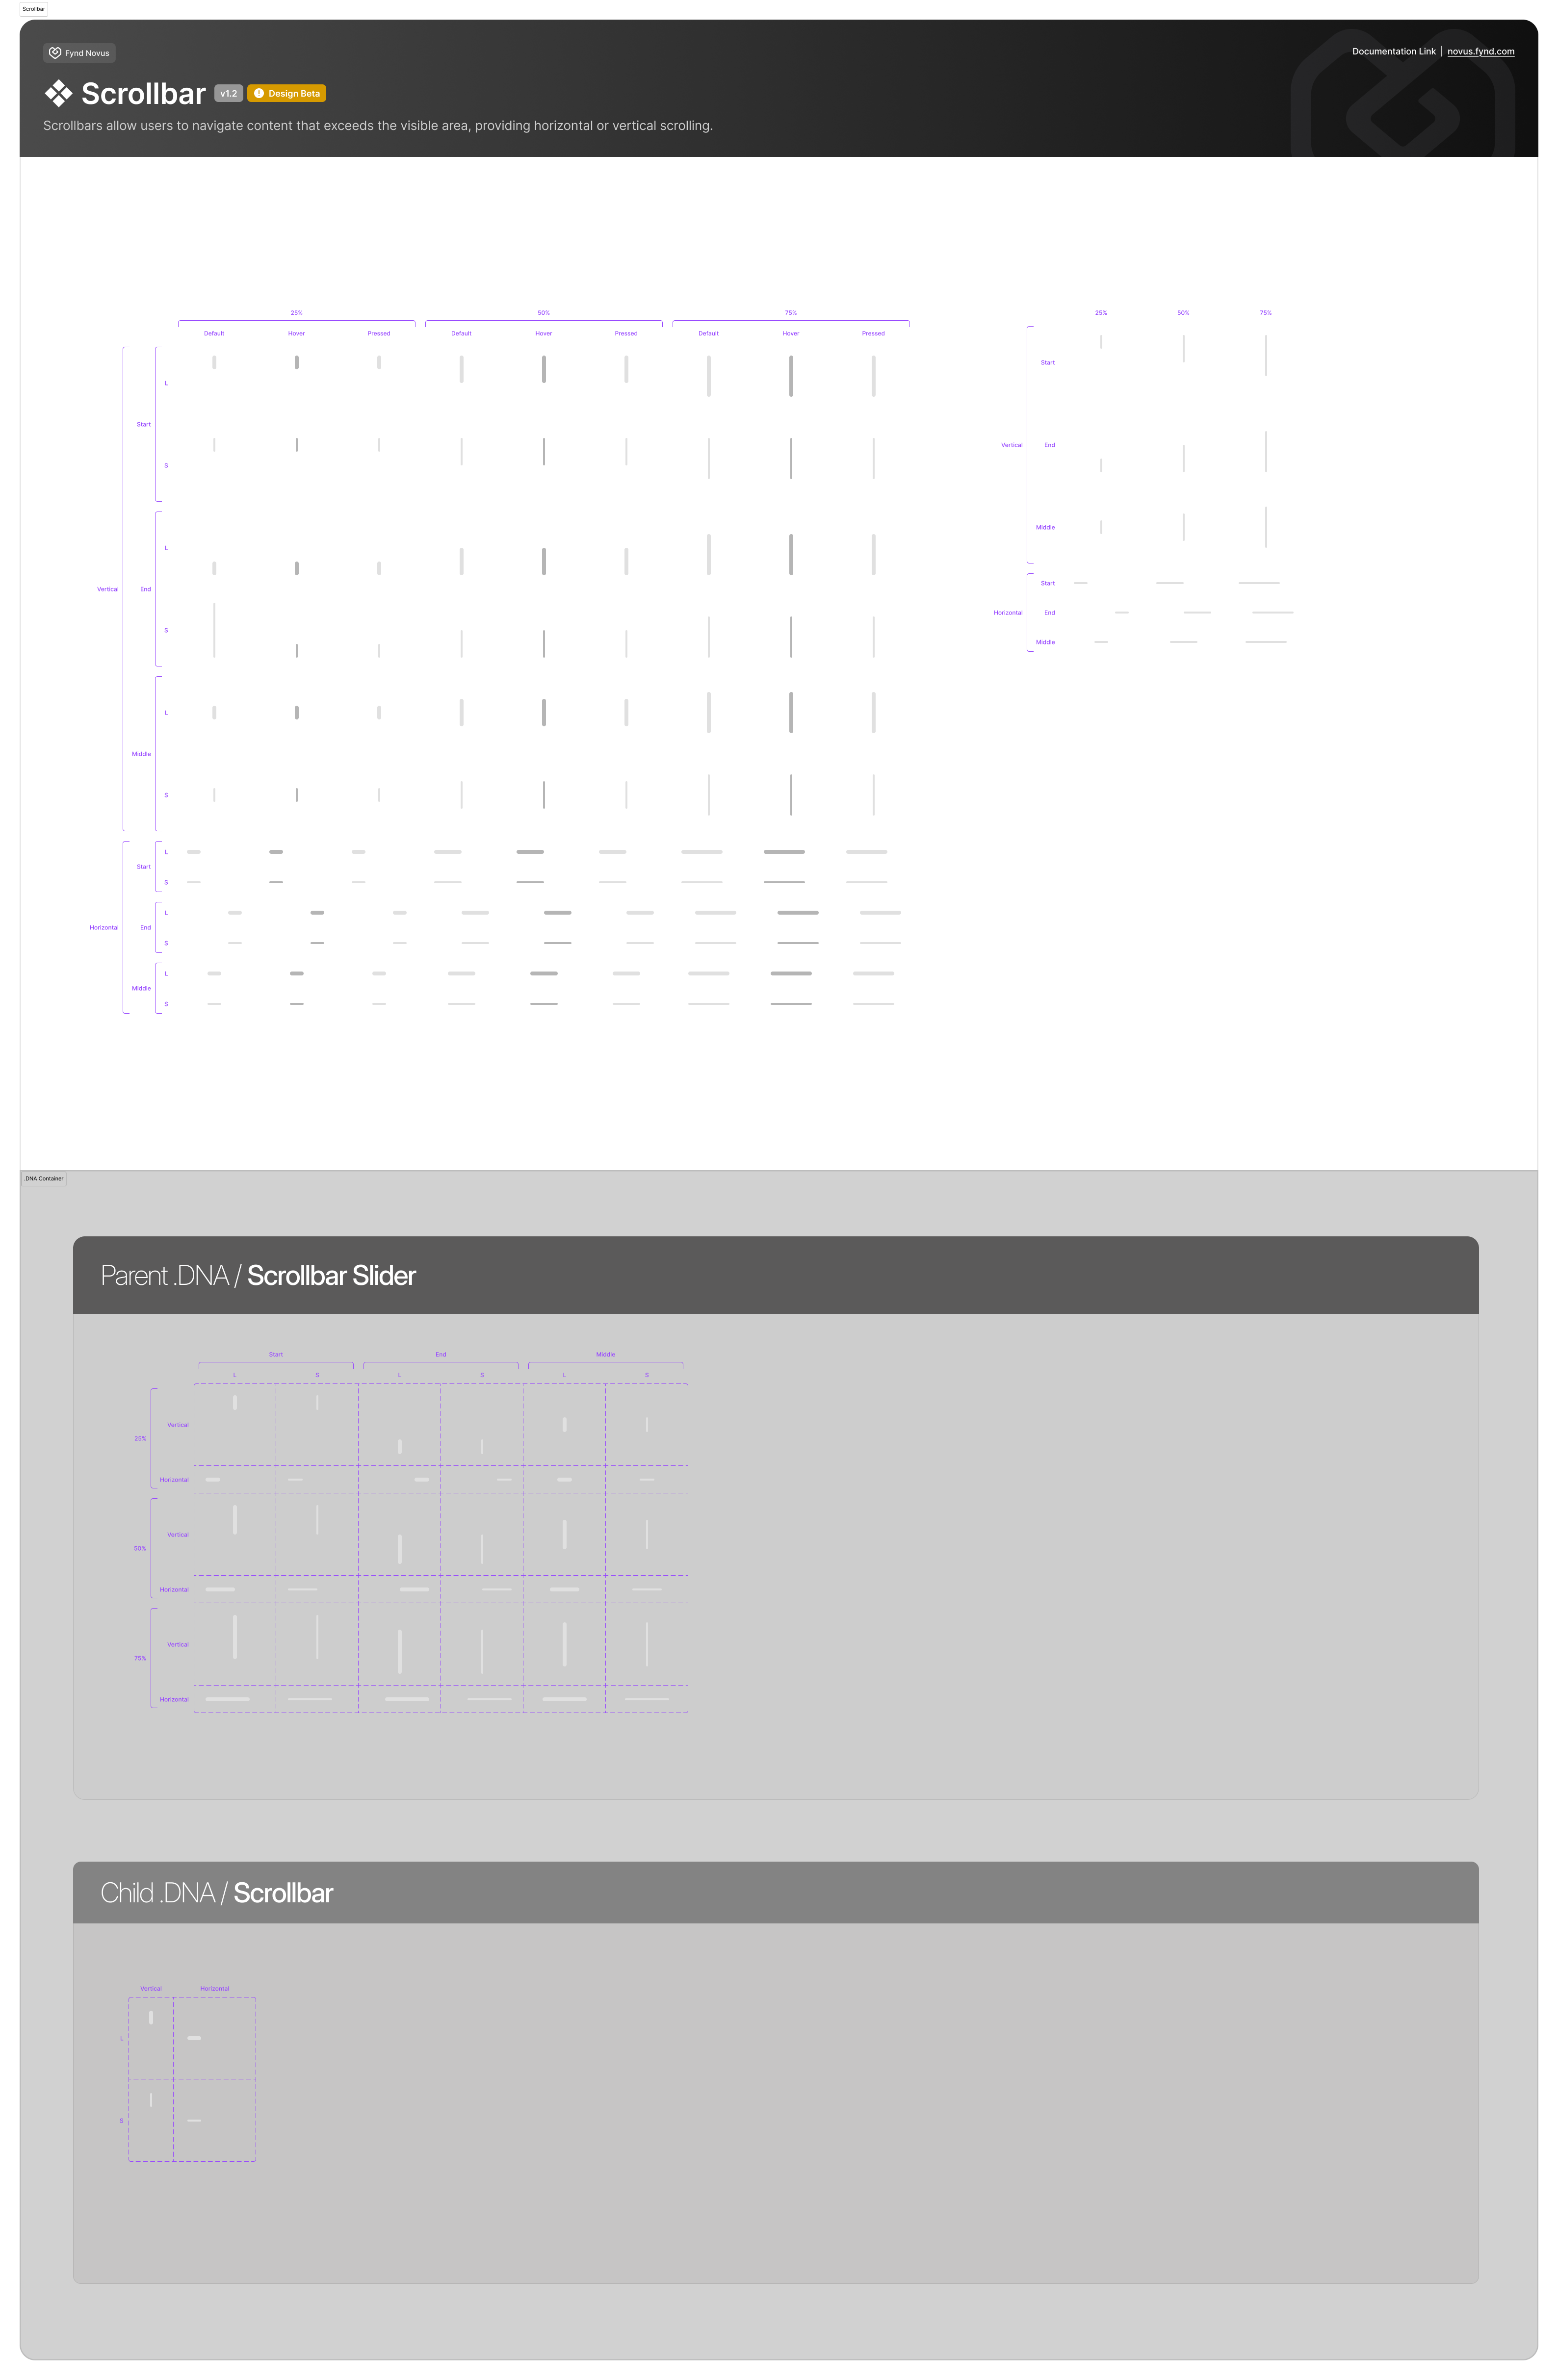 Scrollbar
Fynd Novus
Documentation Link | novus.fynd.com
Scrollbar v1.2 Design Beta
Scrollbars allow users to navigate content that exceeds the visible area, providing horizontal or vertical scrolling.
25% 50% 75%
Default Hover Pressed Default Hover Pressed Default Hover Pressed
L
Start
S
L
Vertical End
S
L
Middle
S
L
Start
S
L
Horizontal End
S
L
Middle
S
25% 50% 75%
Start
Vertical End
Middle
Start
Horizontal End
Middle
.DNA Container
Parent .DNA / Scrollbar Slider
Start End Middle
L S L S L S
Vertical
25%
Horizontal
Vertical
50%
Horizontal
Vertical
75%
Horizontal
Child .DNA / Scrollbar
Vertical Horizontal
L
S